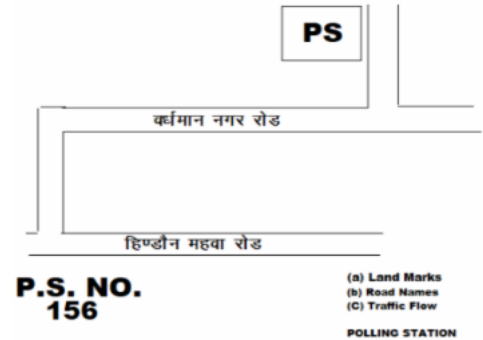 PS
वर्धमान नगर रोड
हिण्डौन महवा रोड
P.S. NO.
156
(a) Land Marks
(b) Road Names
(C) Traffic Flow
POLLING STATION